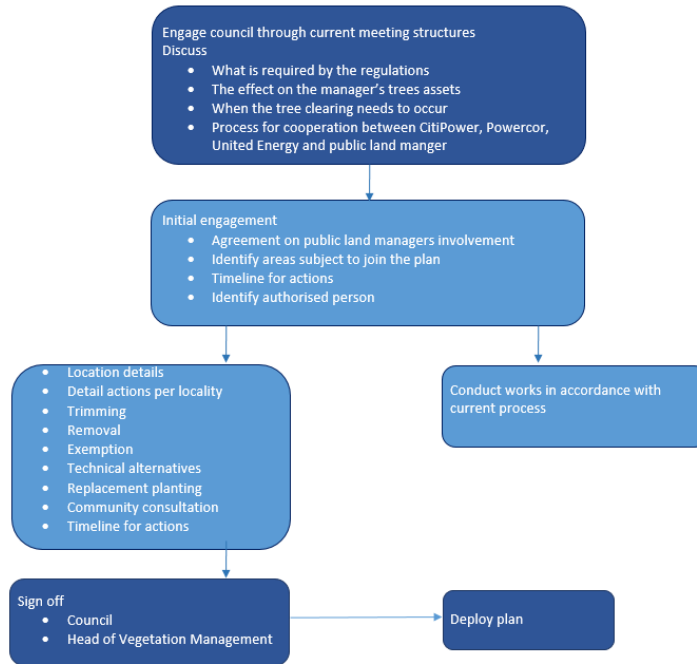 Engage council through current meeting structures
Discuss
• What is required by the regulations
• The effect on the manager's trees assets
• When the tree clearing needs to occur
• Process for cooperation between CitiPower, Powercor,
United Energy and public land manger
Initial engagement
• Agreement on public land managers involvement
• Identify areas subject to join the plan
• Timeline for actions
• Identify authorised person
• Location details
• Detail actions per locality
• Trimming
• Removal
• Exemption
• Technical alternatives
• Replacement planting
• Community consultation
• Timeline for actions
Conduct works in accordance with
current process
Sign off
• Council
• Head of Vegetation Management
Deploy plan